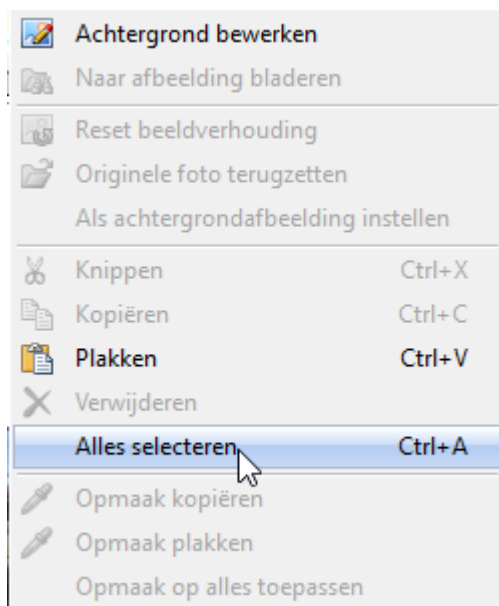 Achtergrond bewerken
Naar afbeelding bladeren
Reset beeldverhouding
Originele foto terugzetten
Als achtergrondafbeelding instellen
Knippen Ctrl+X
Kopiëren Ctrl+C
Plakken Ctrl+V
Verwijderen
Alles selecteren Ctrl+A
Opmaak kopiëren
Opmaak plakken
Opmaak op alles toepassen